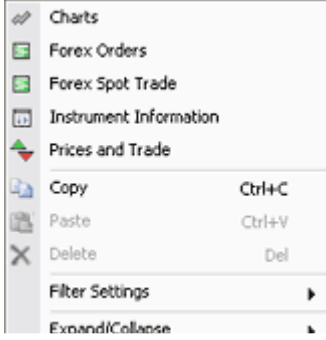 Charts
Forex Orders
Forex Spot Trade
Instrument Information
Prices and Trade
Copy Ctrl+C
Paste Ctrl+V
Delete Del
Filter Settings
Expand/Collapse